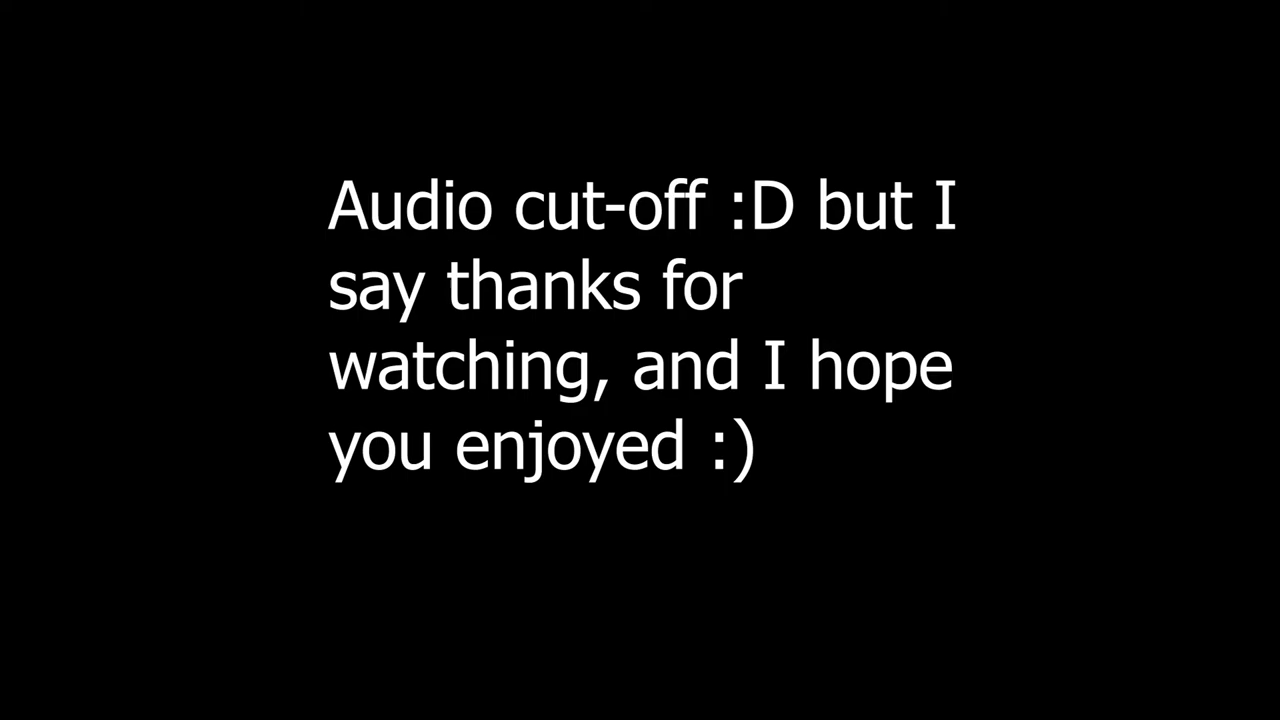 Audio cut-off :D but I
say thanks for
watching, and I hope
you enjoyed :)